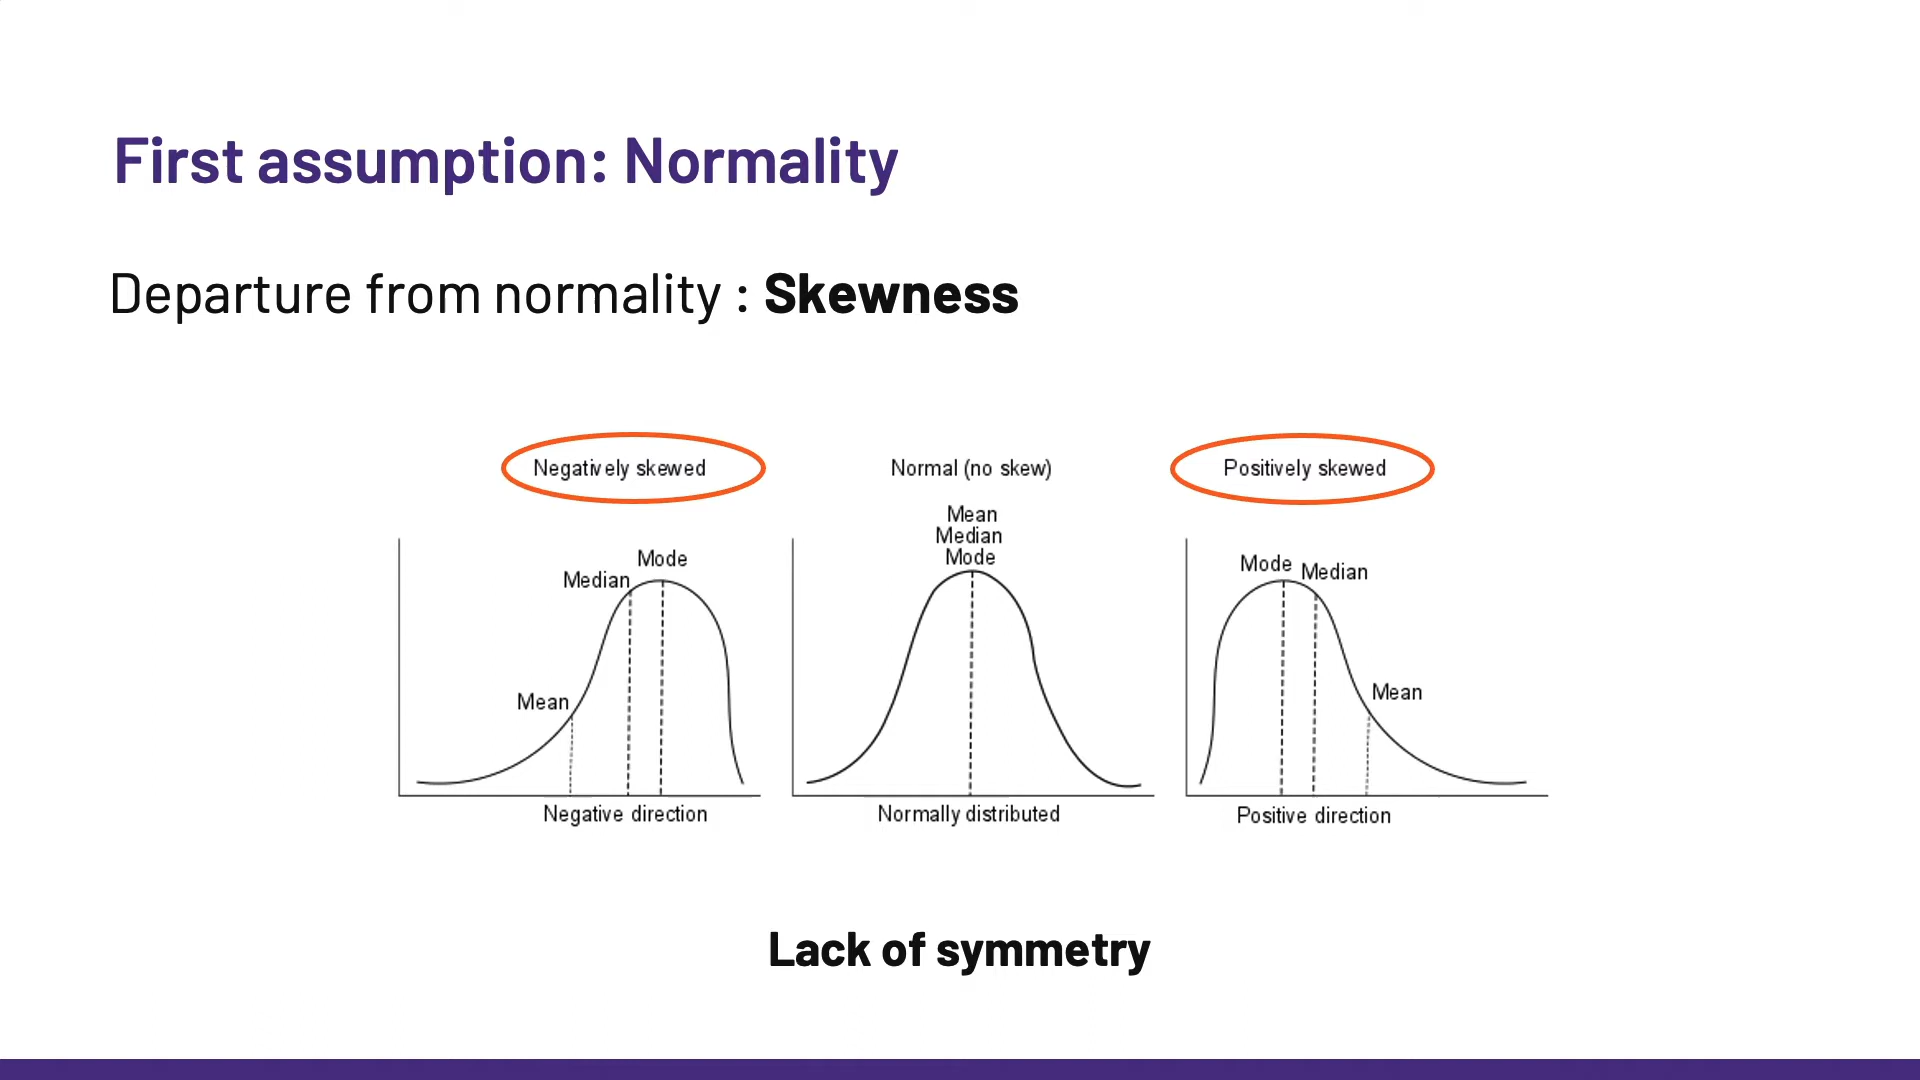 First assumption: Normality
Departure from normality : Skewness
Negatively skewed
Mode
Median
Mean
Negative direction
Normal (no skew)
Mean
Median
Mode
Normally distributed
Positively skewed
Mode
Median
Mean
Positive direction
Lack of symmetry